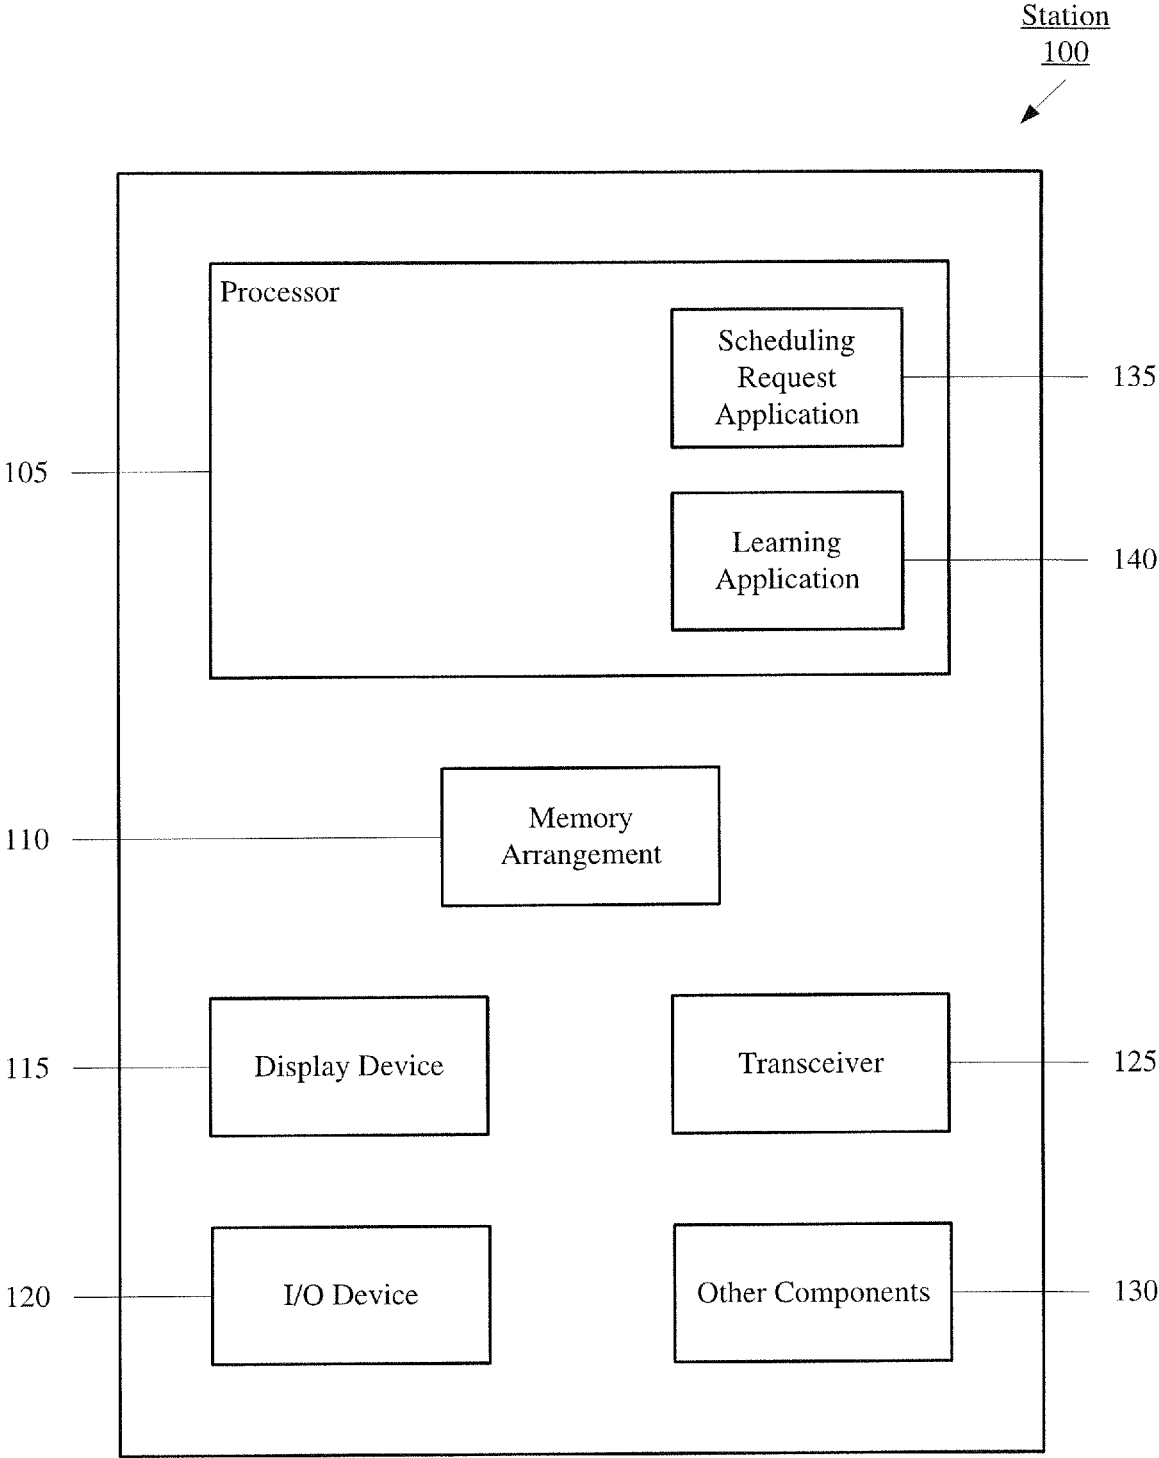 Station
100
Processor
Scheduling
Request
Application
135
105
Learning
Application
140
110
Memory
Arrangement
115
Display Device
Transceiver
125
120
I/O Device
Other Components
130